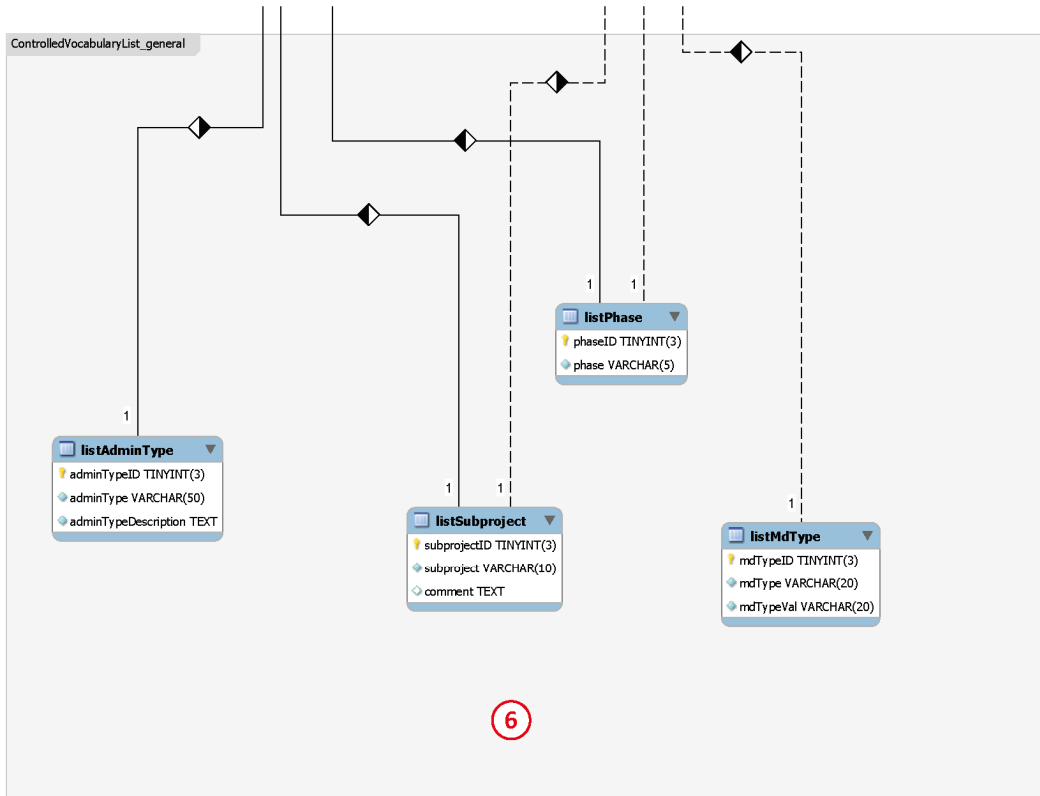 ControlledVocabularyList_general
1
1
listPhase
phaseID TINYINT(3)
phase VARCHAR(5)
1
listAdminType
adminTypeID TINYINT(3)
adminType VARCHAR(50)
adminTypeDescription TEXT
1
1
listSubproject
subprojectID TINYINT(3)
subproject VARCHAR(10)
comment TEXT
1
listMdType
mdTypeID TINYINT(3)
mdType VARCHAR(20)
mdTypeVal VARCHAR(20)
6